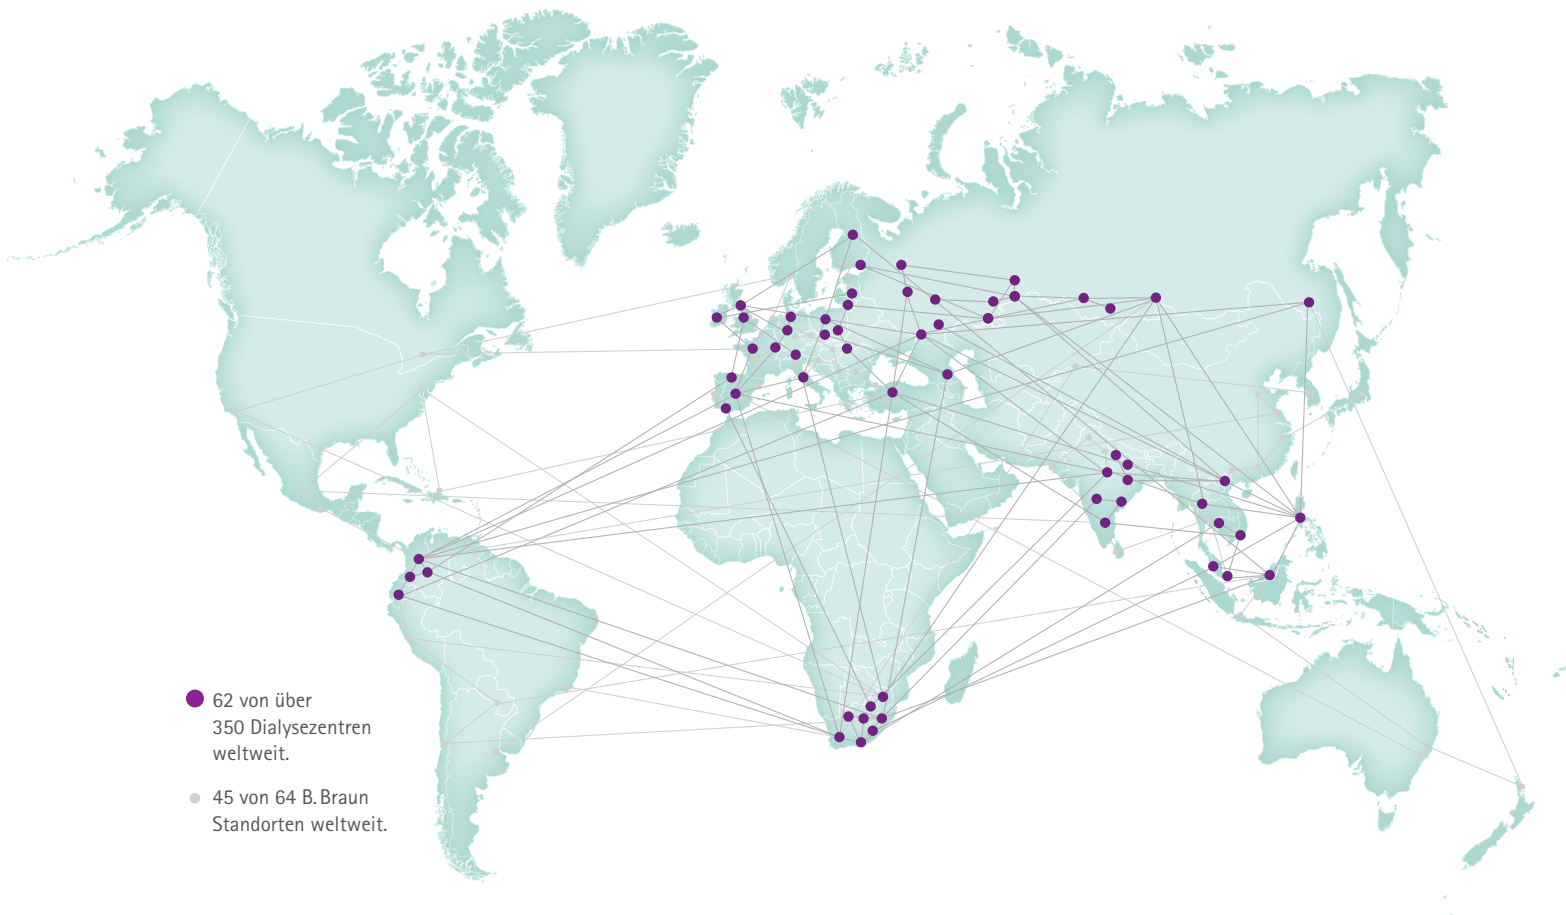 62 von über
350 Dialysezentren
weltweit.
45 von 64 B. Braun
Standorten weltweit.